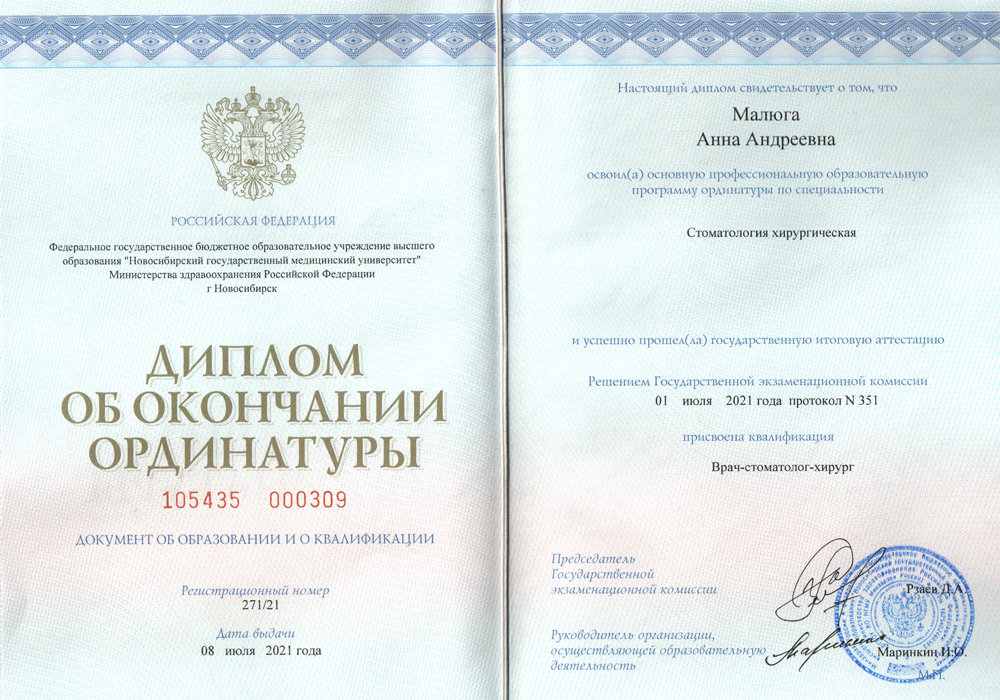 РОССИЙСКАЯ ФЕДЕРАЦИЯ
Федеральное государственное бюджетное образовательное учреждение высшего
образования "Новосибирский государственный медицинский университет"
Министерства здравоохранения Российской Федерации
г Новосибирск
ДИПЛОМ
ОБ ОКОНЧАНИИ
ОРДИНАТУРЫ
105435 000309
ДОКУМЕНТ ОБ ОБРАЗОВАНИИ И О КВАЛИФИКАЦИИ
Регистрационный номер
271/21
Дата выдачи
08 июля 2021 года
Настоящий диплом свидетельствует о том, что
Малюга
Анна Андреевна
освоил(а) основную профессиональную образовательную
программу ординатуры по специальности
Стоматология хирургическая
и успешно прошел(ла) государственную итоговую аттестацию
Решением Государственной экзаменационной комиссии
01 июля 2021 года протокол N 351
присвоена квалификация
Врач-стоматолог-хирург
Председатель
Государственной
экзаменационной комиссии
Рзаев Д.А.
Руководитель организации,
осуществляющей образовательную
деятельность
Маринкин И.О.
М.П.